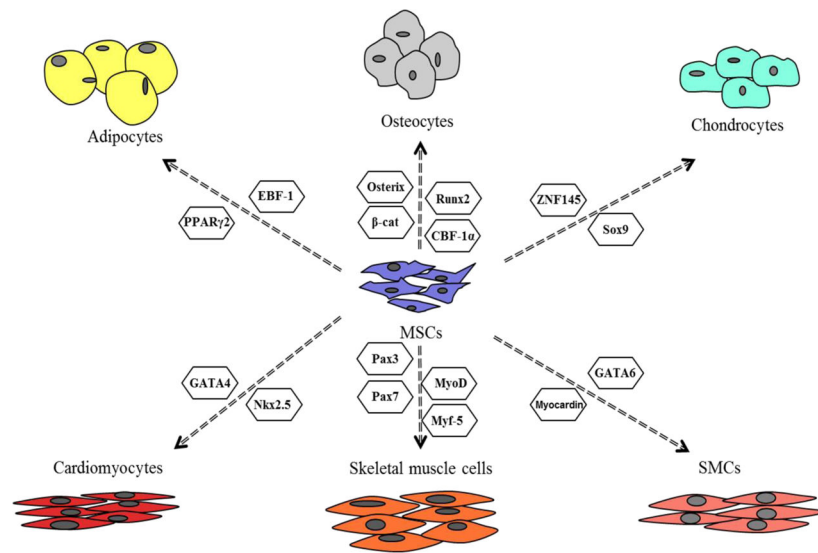 Adipocytes
Osteocytes
Chondrocytes
EBF-1
PPARγ2
Osterix
Runx2
β-cat
CBF-1α
ZNF145
Sox9
MSCs
GATA4
Nkx2.5
Pax3
MyoD
Pax7
Myf-5
GATA6
Myocardin
Cardiomyocytes
Skeletal muscle cells
SMCs